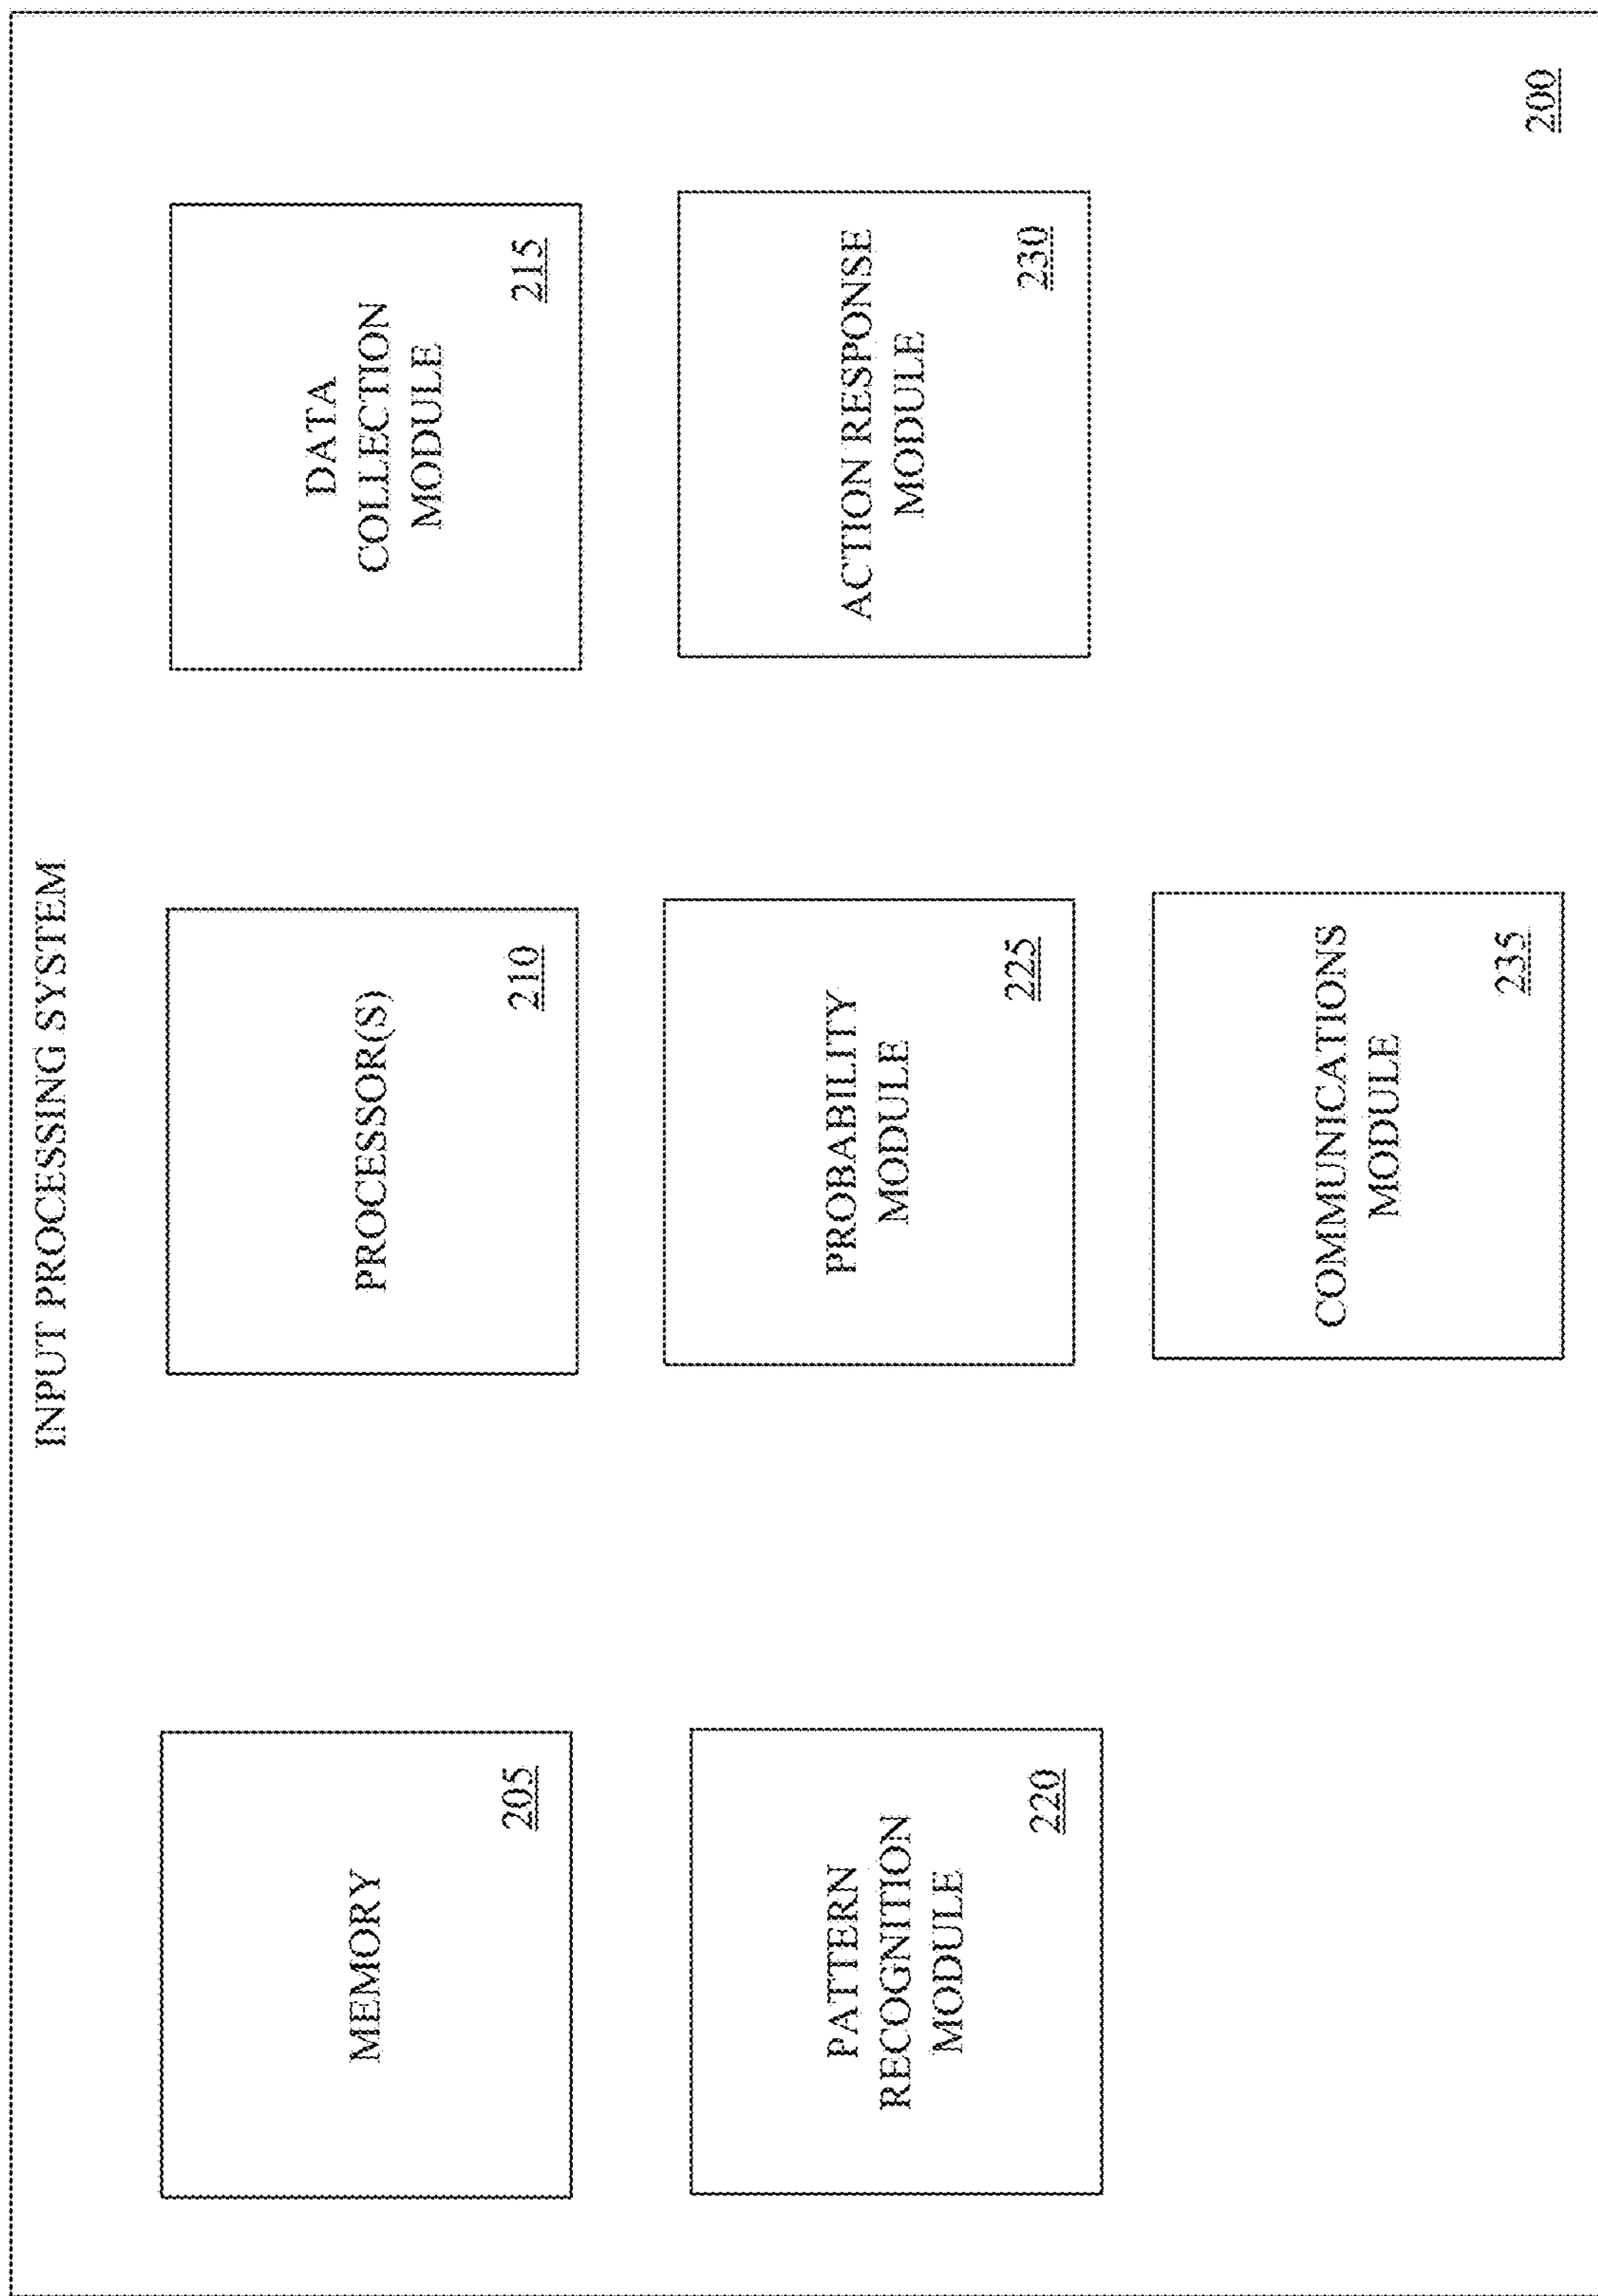 INPUT PROCESSING SYSTEM
MEMORY
205
PROCESSOR(S)
210
DATA
COLLECTION
MODULE
215
PATTERN
RECOGNITION
MODULE
220
PROBABILITY
MODULE
225
ACTION RESPONSE
MODULE
230
COMMUNICATIONS
MODULE
235
200